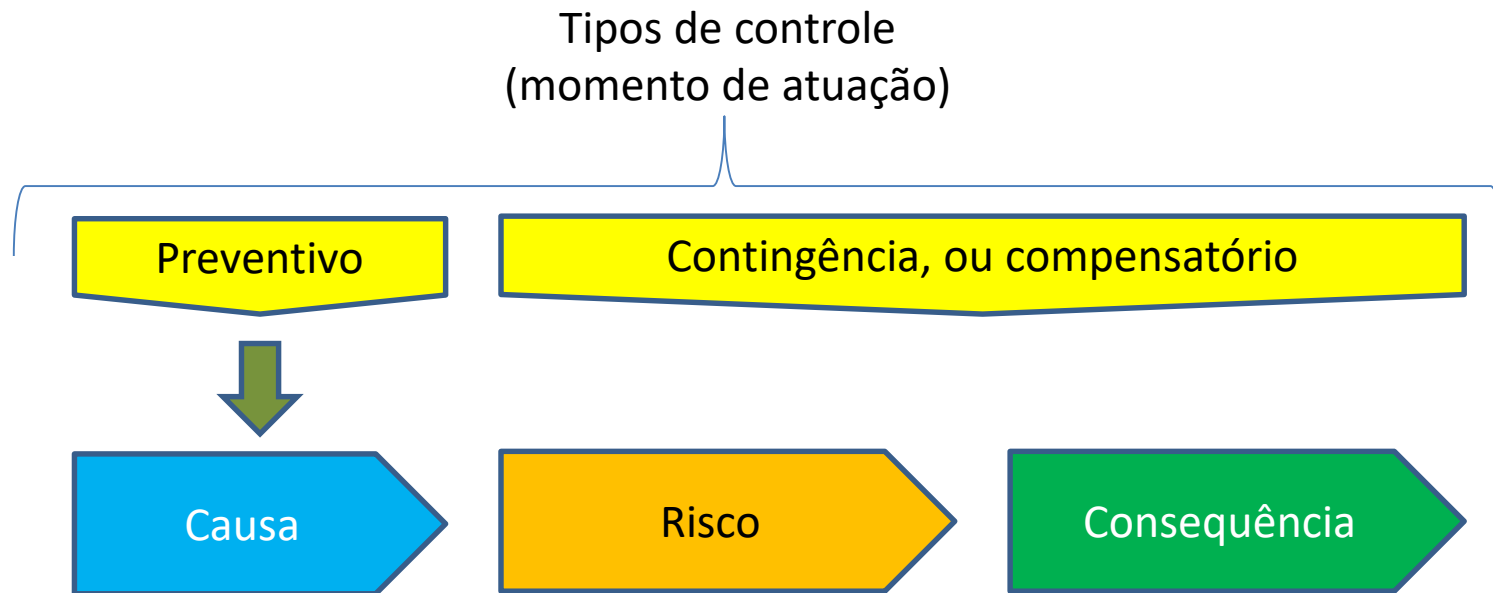 Tipos de controle
(momento de atuação)
Preventivo
Contingência, ou compensatório
Causa
Risco
Consequência